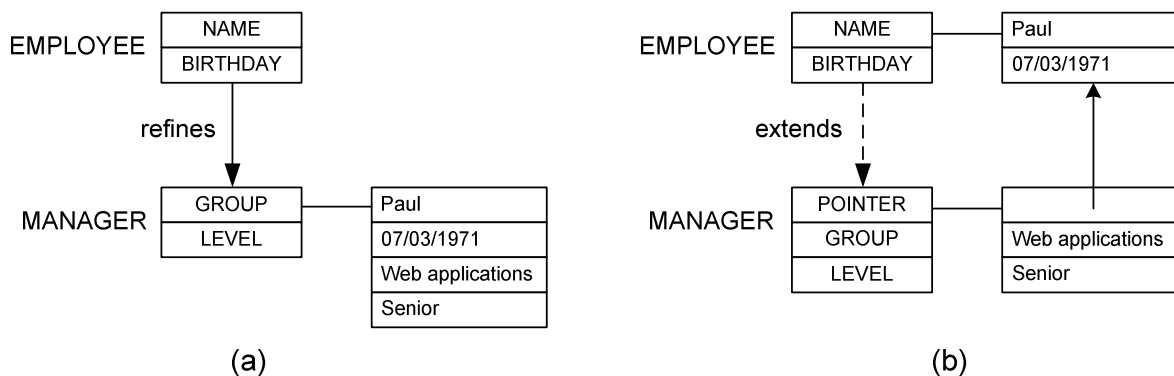 EMPLOYEE
NAME
BIRTHDAY
refines
MANAGER
GROUP
LEVEL
Paul
07/03/1971
Web applications
Senior
(a)
EMPLOYEE
NAME
BIRTHDAY
Paul
07/03/1971
extends
MANAGER
POINTER
GROUP
LEVEL
Web applications
Senior
(b)